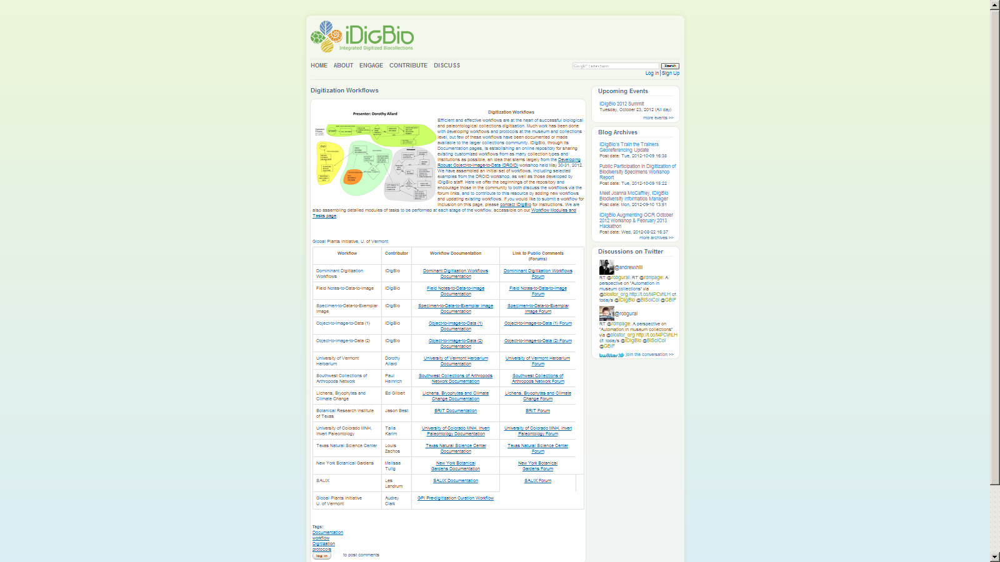 iDigBio
Integrated Digitized Biocollections
HOME ABOUT ENGAGE CONTRIBUTE DISCUSS
Google™ Custom Search Search
Log in | Sign Up
Digitization Workflows
Presenter: Dorothy Allard
START
END
Digitization Workflows
Efficient and effective workflows are at the heart of successful biological
and paleontological collections digitization. Much work has been done
with developing workflows and protocols at the museum and collections
level, but few of these workflows have been documented or made
available to the larger collections community. iDigBio, through its
Documentation pages, is establishing an online repository for sharing
existing customized workflows from as many collection types and
institutions as possible, an idea that stems largely from the Developing
Robust Object-to-Image-to-Data (DROID) workshop held May 30-31, 2012.
We have assembled an initial set of workflows, including selected
examples from the DROID workshop, as well as those developed by
iDigBio staff. Here we offer the beginnings of the repository and
encourage those in the community to both discuss the workflows via the
forum links, and to contribute to this resource by adding new workflows
and updating existing workflows. If you would like to submit a workflow for
inclusion on this page, please contact iDigBio for instructions. We are
also assembling detailed modules of tasks to be performed at each stage of the workflow, accessible on our Workflow Modules and
Tasks page.
Global Plants Initiative, U. of Vermont
Workflow Contributor Workflow Documentation Link to Public Comments
(Forums)
Domininant Digitization iDigBio Dominant Digitization Workflows Domininant Digitization Workflows
Workflows Documentation Forum
Field Notes-to-Data-to-Image iDigBio Field Notes-to-Data-to-Image Field Notes-to-Data-to-Image
Documentation Forum
Specimen-to-Data-to-Exemplar iDigBio Specimen-to-Data-to-Exemplar Image Specimen-to-Data-to-Exemplar
Image Documentation Image Forum
Object-to-Image-to-Data (1) iDigBio Object-to-Image-to-Data (1) Object-to-Image-to-Data (1) Forum
Documentation
Object-to-Image-to-Data (2) iDigBio Object-to-Image-to-Data (2) Object-to-Image-to-Data (2) Forum
Documentation
University of Vermont Dorothy University of Vermont Herbarium University of Vermont Herbarium
Herbarium Allard Documentation Forum
Southwest Collections of Paul Southwest Collections of Arthropods Southwest Collections of
Arthropods Network Heinrich Network Documentation Arthropods Network Forum
Lichens, Bryophytes and Ed Gilbert Lichens, Bryophytes and Climate Lichens, Bryophytes and Climate
Climate Change Change Documentation Change Forum
Botanical Research Institute Jason Best BRIT Documentation BRIT Forum
of Texas
University of Colorado MNH, Talia University of Colorado MNH, Invert University of Colorado MNH, Invert
Invert Paleontology Karim Paleontology Documentation Paleontology Forum
Texas Natural Science Center Louis Texas Natural Science Center Texas Natural Science Center
Zachos Documentation Forum
New York Botanical Gardens Melissa New York Botanical New York Botanical
Tulig Gardens Documentation Gardens Forum
SALIX Les SALIX Documentation SALIX Forum
Landrum
Global Plants Initiative Audrey GPI Pre-digitization Curation Workflow
U. of Vermont Clark
Tags:
Documentation
workflow
Digitization
protocols
log in to post comments
Upcoming Events
iDigBio 2012 Summit
Tuesday, October 23, 2012 (All day)
more events >>
Blog Archives
iDigBio's Train the Trainers
Georeferencing Update
Post date: Tue, 2012-10-09 16:38
Public Participation in Digitization of
Biodiversity Specimens Workshop
Report
Post date: Tue, 2012-10-09 15:22
Meet Joanna McCaffrey, iDigBio
Biodiversity Informatics Manager
Post date: Mon, 2012-09-10 13:51
iDigBio Augmenting OCR October
2012 Workshop & February 2013
Hackathon
Post date: Wed, 2012-08-22 16:37
more archives >>
Discussions on Twitter
@andrewxhill
RT @robgural: RT @rdmpage: A
perspective on "Automation in
museum collections" via
@biostor_org http://t.co/t4PCvhLH cf.
today's @iDigBio @BiSciCol @GBIF
@robgural
RT @rdmpage: A perspective on
"Automation in museum collections"
via @biostor_org http://t.co/t4PCvhLH
cf. today's @iDigBio @BiSciCol
@GBIF
twitter join the conversation >>